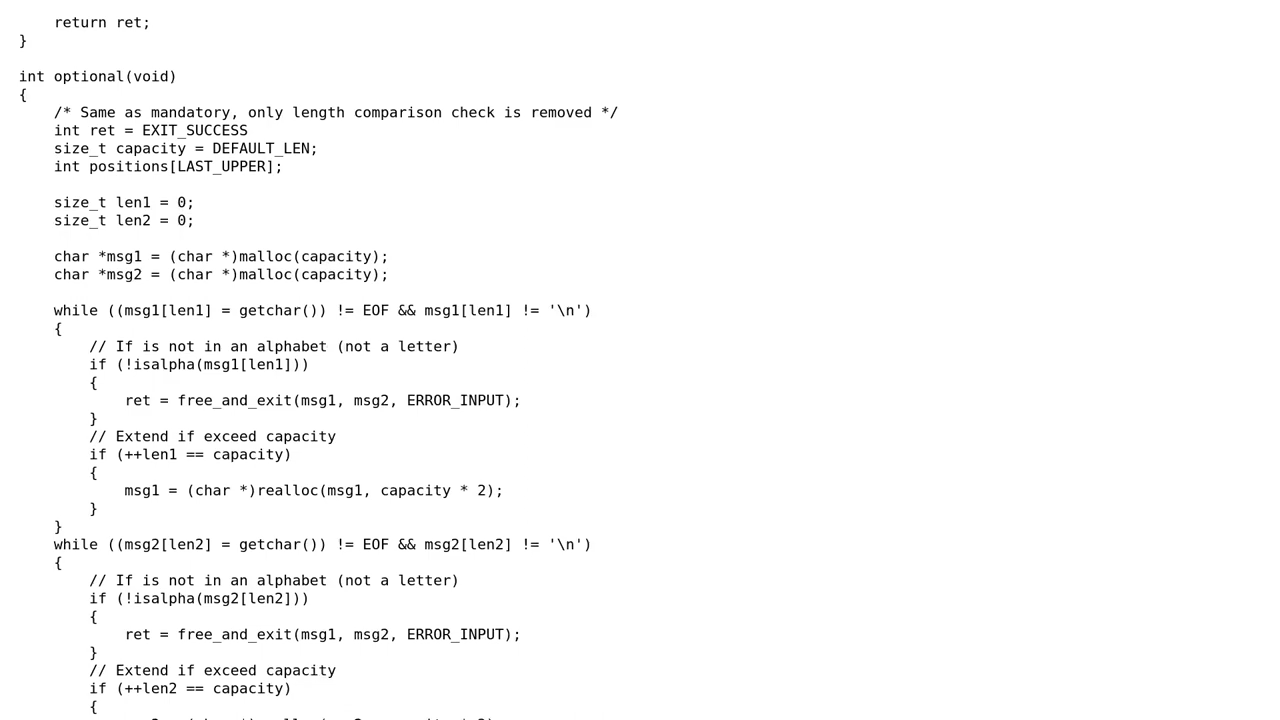 return ret;
}

int optional(void)
{
    /* Same as mandatory, only length comparison check is removed */
    int ret = EXIT_SUCCESS
    size_t capacity = DEFAULT_LEN;
    int positions[LAST_UPPER];

    size_t len1 = 0;
    size_t len2 = 0;

    char *msg1 = (char *)malloc(capacity);
    char *msg2 = (char *)malloc(capacity);

    while ((msg1[len1] = getchar()) != EOF && msg1[len1] != '\n')
    {
        // If is not in an alphabet (not a letter)
        if (!isalpha(msg1[len1]))
        {
            ret = free_and_exit(msg1, msg2, ERROR_INPUT);
        }
        // Extend if exceed capacity
        if (++len1 == capacity)
        {
            msg1 = (char *)realloc(msg1, capacity * 2);
        }
    }
    while ((msg2[len2] = getchar()) != EOF && msg2[len2] != '\n')
    {
        // If is not in an alphabet (not a letter)
        if (!isalpha(msg2[len2]))
        {
            ret = free_and_exit(msg1, msg2, ERROR_INPUT);
        }
        // Extend if exceed capacity
        if (++len2 == capacity)
        {